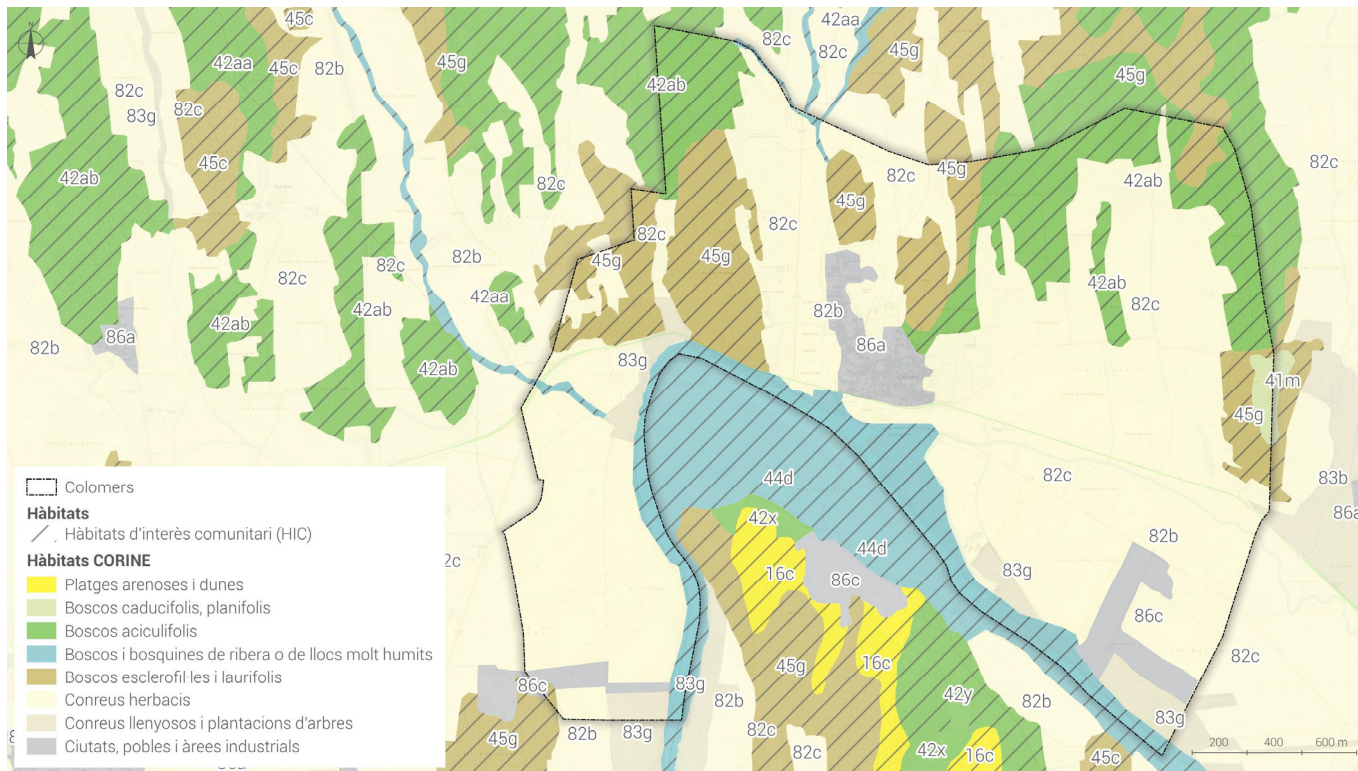 N
45c
42aa
82c
82c
45g
42aa
45c
82b
45g
42ab
82c
83g
82c
45c
42ab
82c
82c
45g
45g
82c
42ab
82c
82c
45g
82c
82b
82c
45g
45g
42ab
82c
42aa
42ab
82b
86a
42ab
42ab
82b
86a
42ab
83g
41m
45g
82c
83b
44d
86a
42x
82b
44d
2c
16c
86c
83g
86c
45g
16c
82c
86c
83g
82b
42y
82b
82b
83g
82c
82c
83g
45g
42x
16c
45c
Colomers
Hàbitats
Hàbitats d'interès comunitari (HIC)
Hàbitats CORINE
Platges arenoses i dunes
Boscos caducifolis, planifolis
Boscos aciculifolis
Boscos i bosquines de ribera o de llocs molt humits
Boscos esclerofil·les i laurifolis
Conreus herbacis
Conreus llenyosos i plantacions d'arbres
Ciutats, pobles i àrees industrials
200 400 600 m